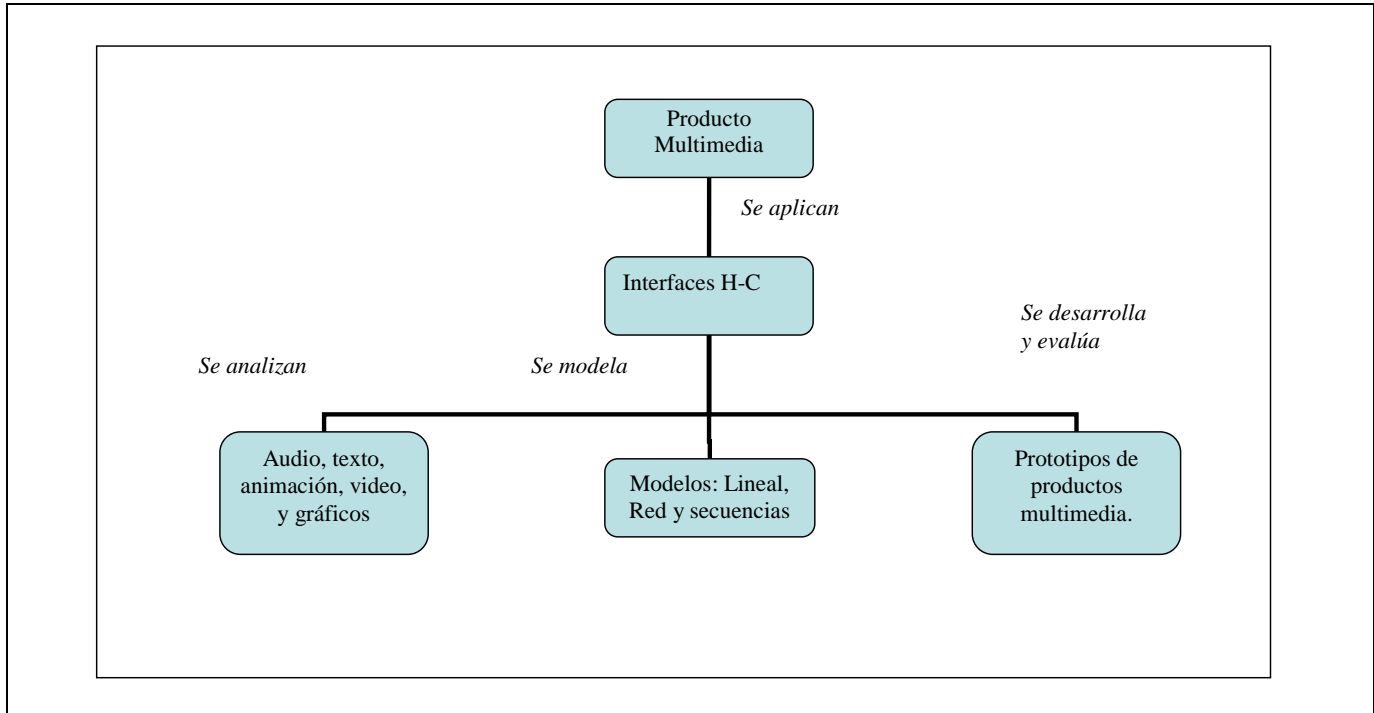 Producto
Multimedia
Se aplican
Interfaces H-C
Se desarrolla
y evalúa
Se analizan
Se modela
Audio, texto,
animación, video,
y gráficos
Modelos: Lineal,
Red y secuencias
Prototipos de
productos
multimedia.